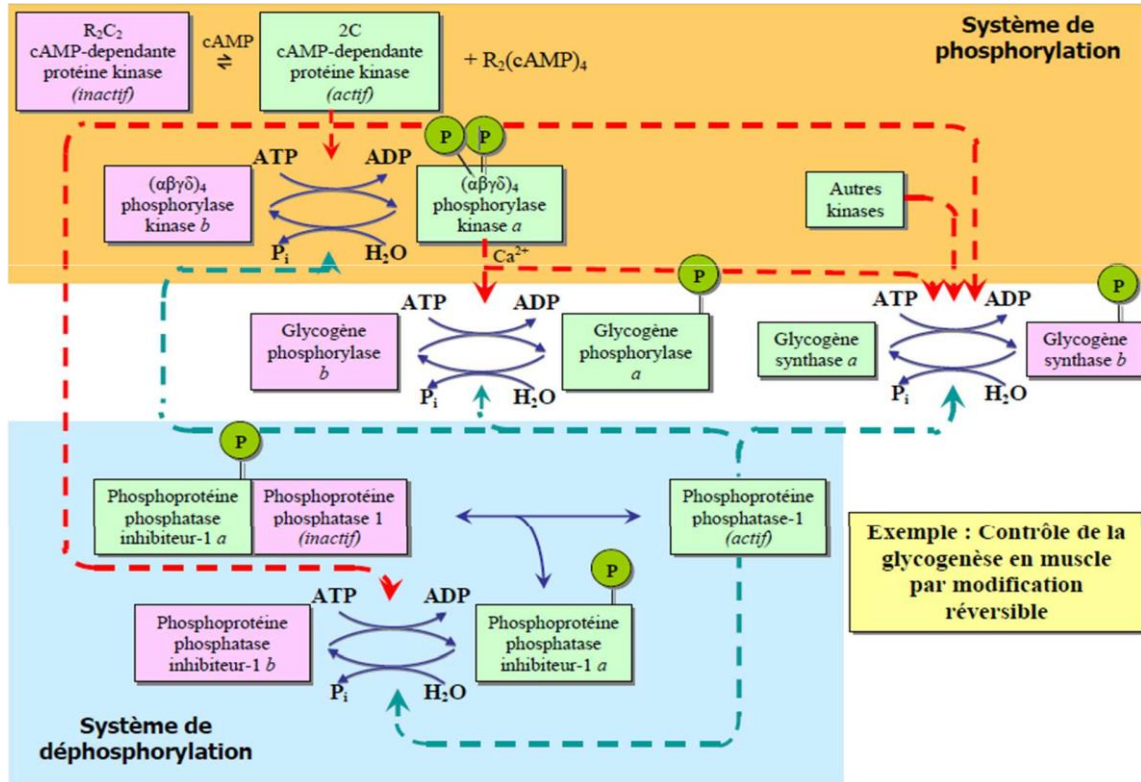 Système de
phosphorylation
R₂C₂
cAMP-dependante
protéine kinase
(inactif)
cAMP
⇌
2C
cAMP-dependante
protéine kinase
(actif)
+ R₂(cAMP)₄
P
P
ATP
ADP
(αβγδ)₄
phosphorylase
kinase b
(αβγδ)₄
phosphorylase
kinase a
Pᵢ
H₂O
Ca²⁺
Autres
kinases
P
P
ATP
ADP
Glycogène
phosphorylase
b
Glycogène
phosphorylase
a
Pᵢ
H₂O
ATP
ADP
Glycogène
synthase a
Glycogène
synthase b
Pᵢ
H₂O
P
Phosphoprotéine
phosphatase
inhibiteur-1 a
Phosphoprotéine
phosphatase 1
(inactif)
Phosphoprotéine
phosphatase-1
(actif)
P
ATP
ADP
Phosphoprotéine
phosphatase
inhibiteur-1 b
Phosphoprotéine
phosphatase
inhibiteur-1 a
Pᵢ
H₂O
Exemple : Contrôle de la
glycogenèse en muscle
par modification
réversible
Système de
déphosphorylation